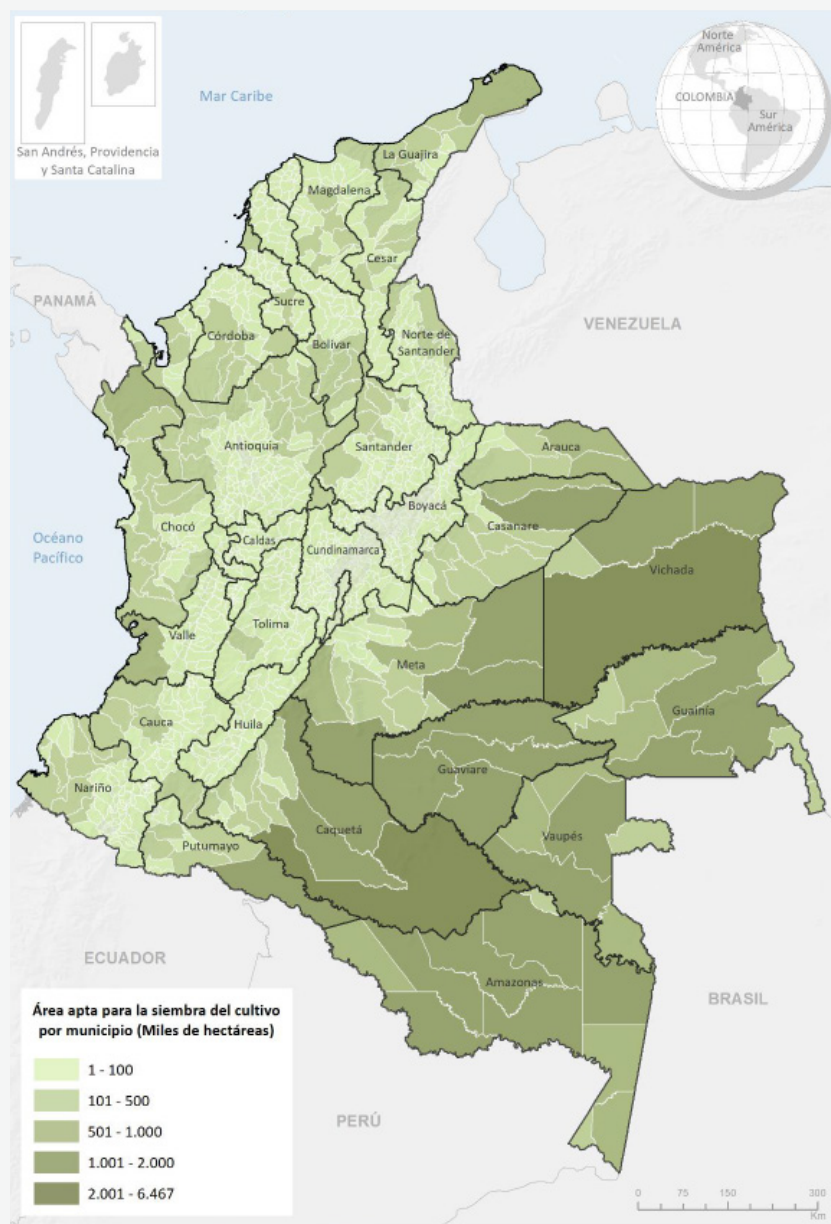 San Andrés, Providencia
y Santa Catalina
Mar Caribe
Norte
América
COLOMBIA
Sur
América
La Guajira
Magdalena
Cesar
PANAMÁ
Sucre
Córdoba
Bolívar
Norte de
Santander
VENEZUELA
Antioquia
Santander
Arauca
Boyacá
Chocó
Casanare
Océano
Pacífico
Caldas
Cundinamarca
Vichada
Valle
Tolima
Meta
Cauca
Huila
Guainía
Guaviare
Nariño
Caquetá
Vaupés
Putumayo
ECUADOR
Amazonas
BRASIL
PERÚ
Área apta para la siembra del cultivo
por municipio (Miles de hectáreas)
1 - 100
101 - 500
501 - 1.000
1.001 - 2.000
2.001 - 6.467
0 75 150 300
Km